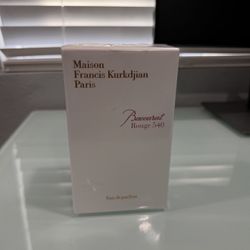 Maison
Francis Kurkdjian
Paris
Baccarat
Rouge 540
Eau de parfum